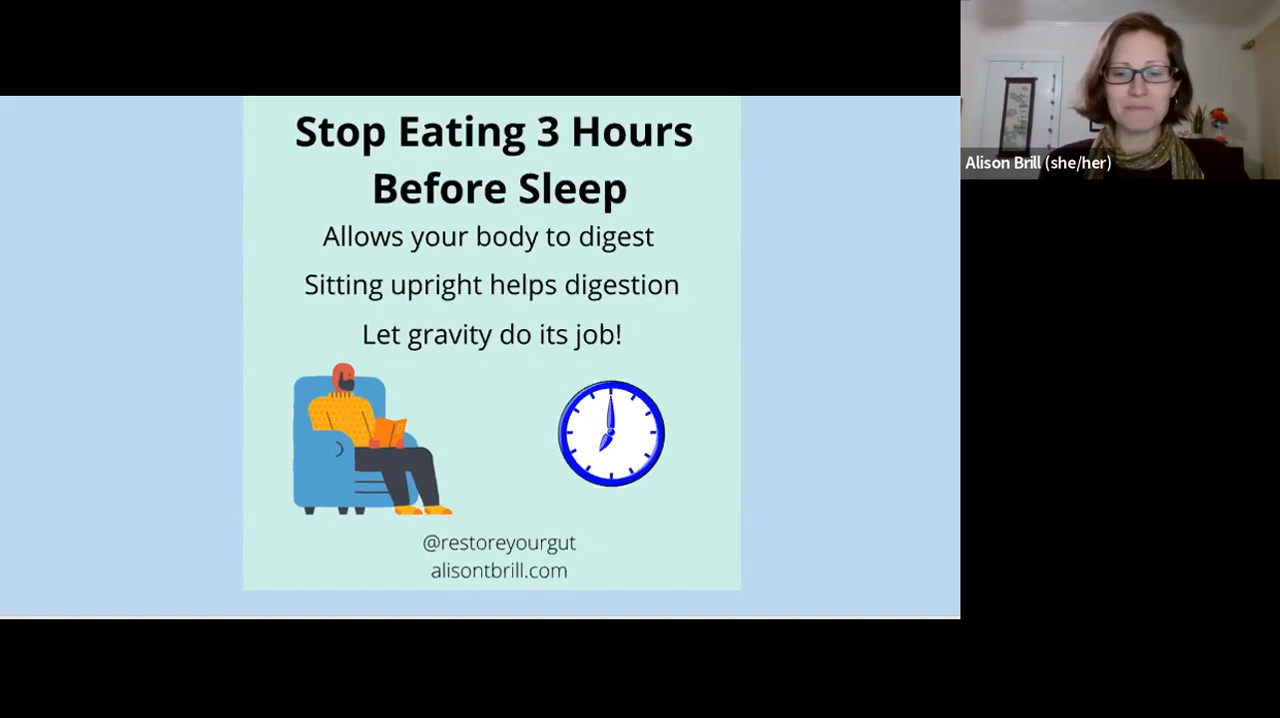 Stop Eating 3 Hours
Before Sleep
Allows your body to digest
Sitting upright helps digestion
Let gravity do its job!
@restoreyourgut
alisontbrill.com
Alison Brill (she/her)